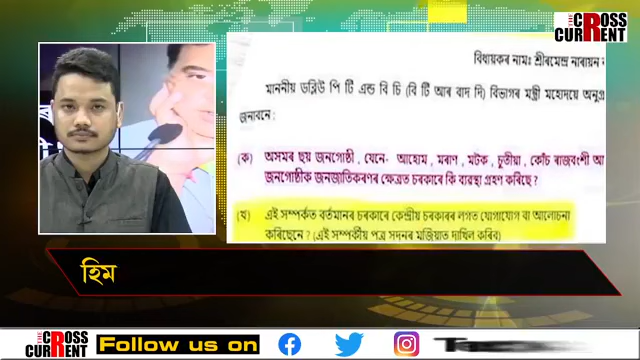 THE CROSS CURRENT
বিধায়কৰ নামঃ শ্ৰীৰমেন্দ্ৰ নাৰায়ন
মাননীয় ডব্লিউ পি টি এন্ড বি চি (বি টি আৰ বাদ দি) বিভাগৰ মন্ত্ৰী মহোদয়ে অনুগ্ৰ
জনাবনে :
(ক) অসমৰ ছয় জনগোষ্ঠী, যেনে- আহোম, মৰাণ, মটক, চুতীয়া, কোঁচ ৰাজবংশী আ
জনগোষ্ঠীক জনজাতিকৰণৰ ক্ষেত্ৰত চৰকাৰে কি ব্যৱস্থা গ্ৰহণ কৰিছে ?
(খ) এই সম্পৰ্কত বৰ্তমানৰ চৰকাৰে কেন্দ্ৰীয় চৰকাৰৰ লগত যোগাযোগ বা আলোচনা
কৰিছেনে ? (এই সম্পৰ্কীয় পত্ৰ সদনৰ মজিয়াত দাখিল কৰিব)
হিম
THE CROSS CURRENT
Follow us on